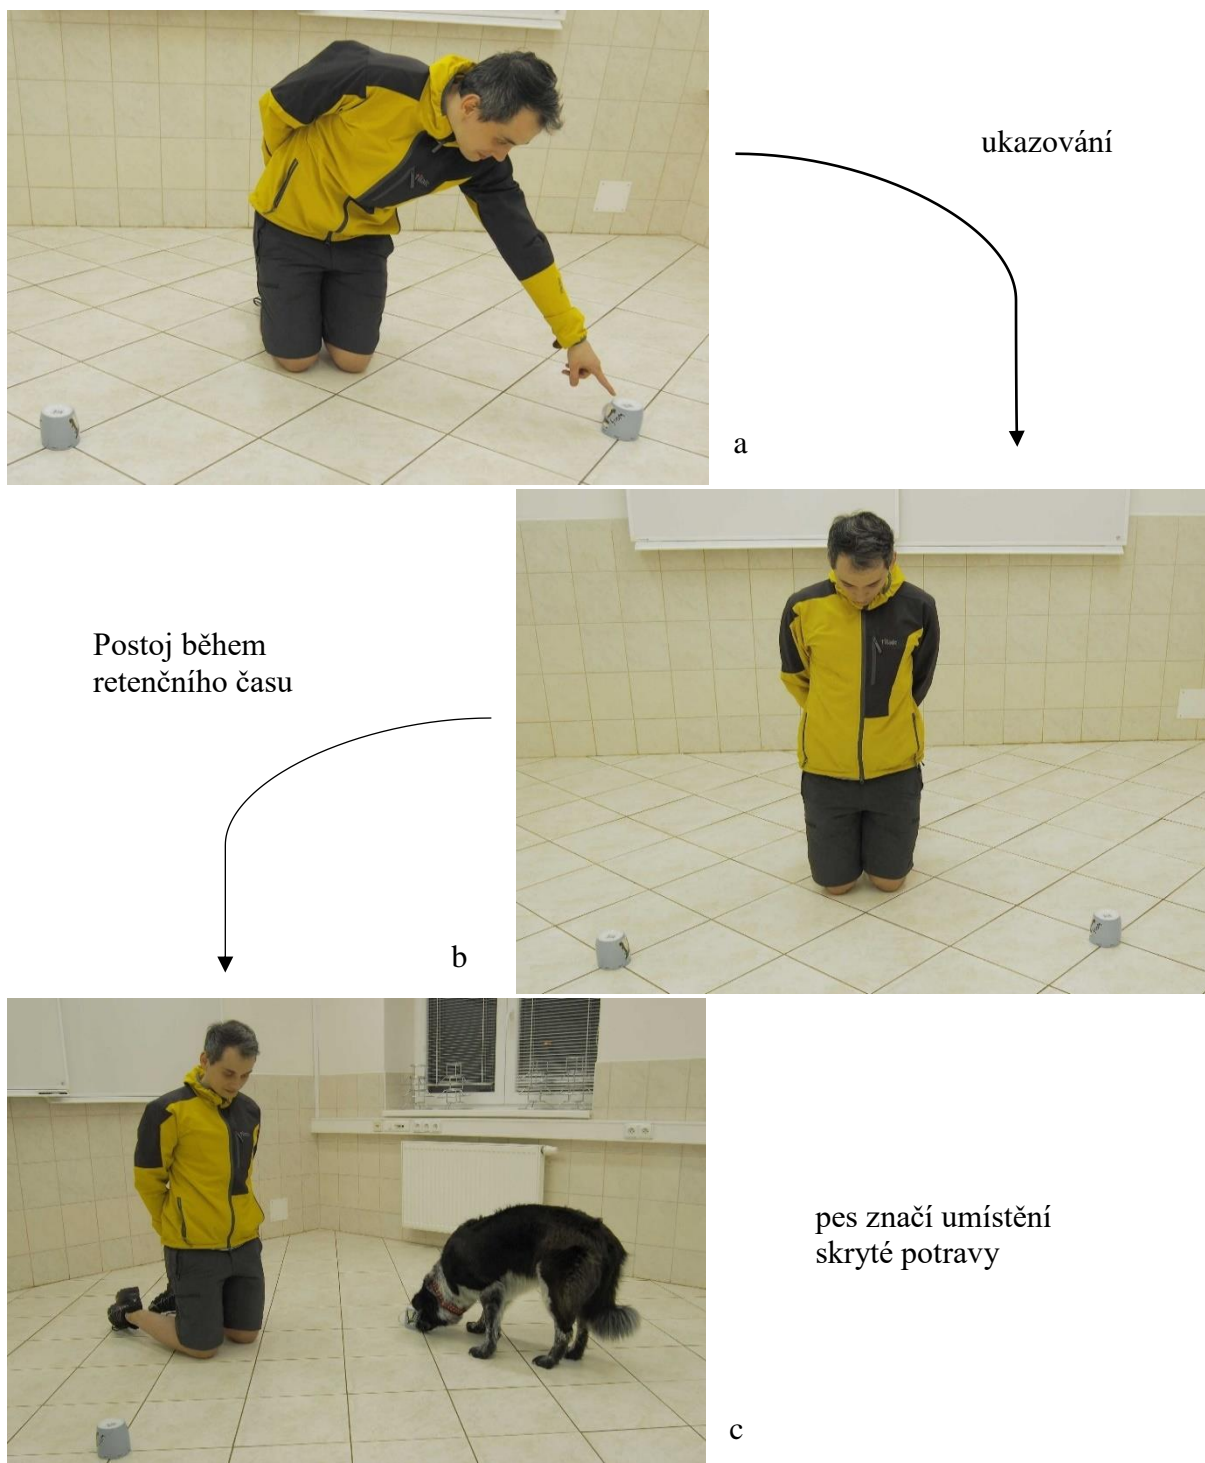 ukazování
a
Postoj během
retenčního času
b
pes značí umístění
skryté potravy
c